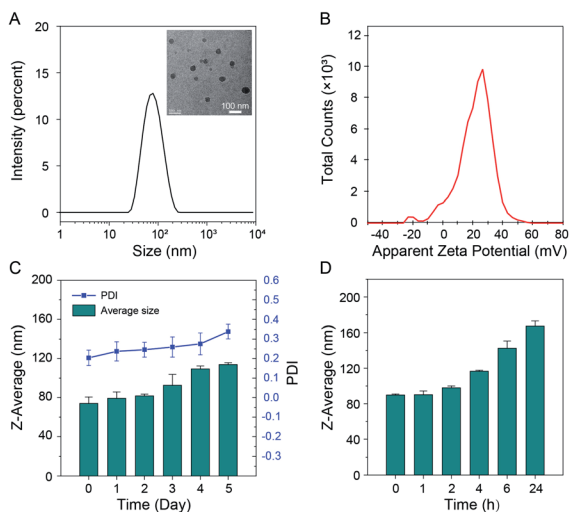 A
Intensity (percent)
20
15
10
5
0
100 nm
1
10¹
10²
10³
10⁴
Size (nm)
B
Total Counts (×10³)
12
10
8
6
4
2
0
-40
-20
0
20
40
60
80
Apparent Zeta Potential (mV)
C
Z-Average (nm)
200
160
120
80
40
0
PDI
Average size
0.6
0.5
0.4
0.3
0.2
0.1
0.0
-0.1
-0.2
-0.3
PDI
0 1 2 3 4 5
Time (Day)
D
Z-Average (nm)
200
160
120
80
40
0
0 1 2 4 6 24
Time (h)